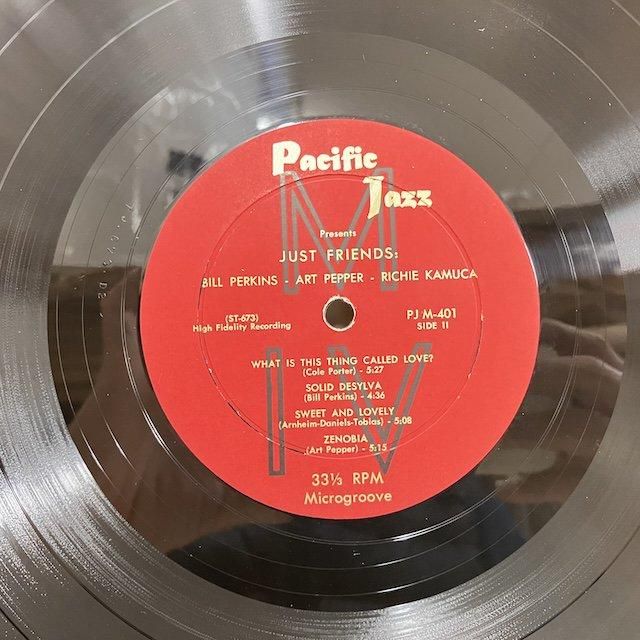 Pacific
Jazz
Presents
JUST FRIENDS:
BILL PERKINS - ART PEPPER - RICHIE KAMUCA
(ST-673)
High Fidelity Recording
PJ M-401
SIDE II
WHAT IS THIS THING CALLED LOVE?
(Cole Porter) - 5:27
SOLID DESYLVA
(Bill Perkins) - 4:36
SWEET AND LOVELY
(Arnheim-Daniels-Tobias) - 5:08
ZENOBIA
(Art Pepper) - 5:15
33⅓ RPM
Microgroove
M
IV